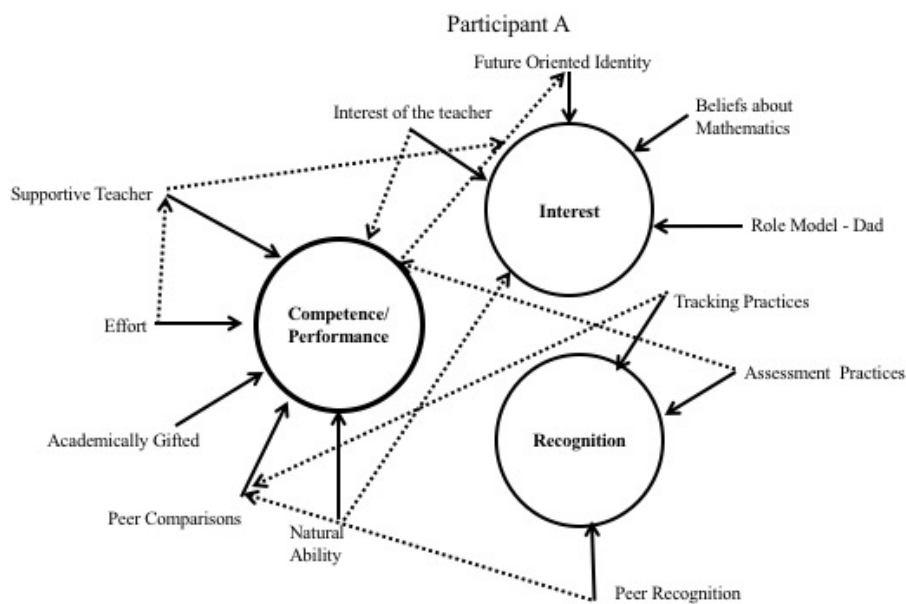 Participant A
Future Oriented Identity
Interest of the teacher
Beliefs about
Mathematics
Supportive Teacher
Interest
Role Model - Dad
Tracking Practices
Competence/
Performance
Effort
Assessment Practices
Academically Gifted
Recognition
Peer Comparisons
Natural
Ability
Peer Recognition